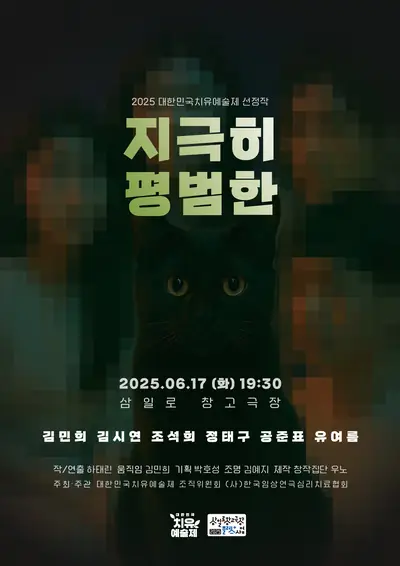 2025 대한민국치유예술제 선정작
지극히
평범한
2025.06.17 (화) 19:30
삼일로 창고극장
김민희 김시연 조석희 정태구 공준표 유여름
작/연출 하태린 움직임 김민희 기획 박호성 조명 김예지 제작 창작집단 우노
주최·주관 대한민국치유예술제 조직위원회 (사)한국임상연극심리치료협회
대한민국
치유
예술제